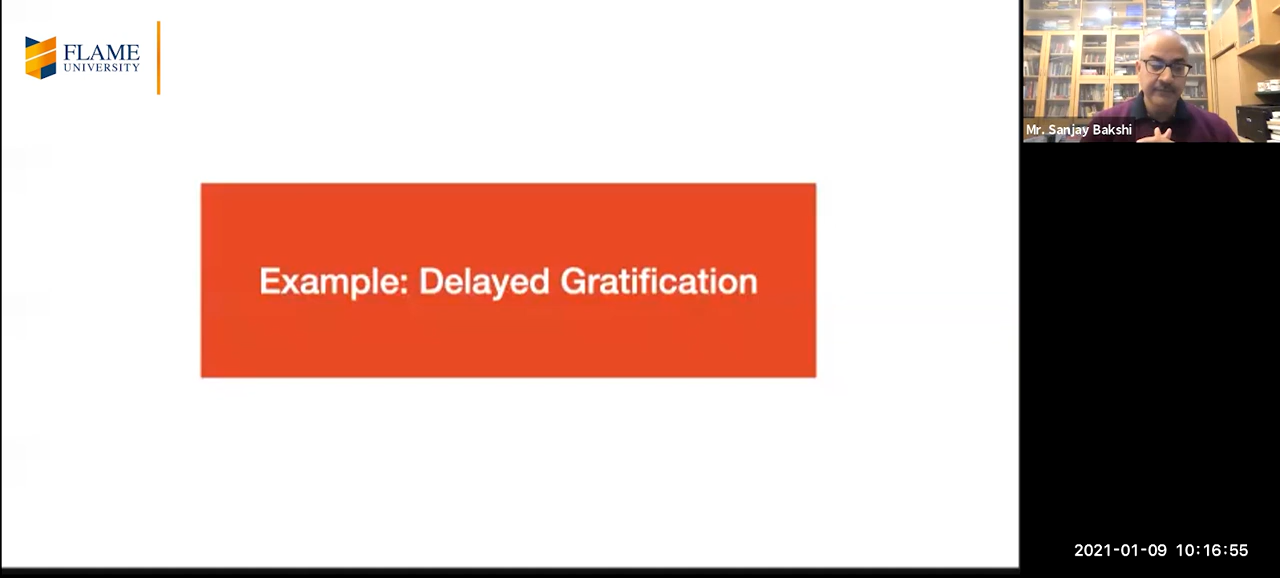 FLAME
UNIVERSITY
Example: Delayed Gratification
Mr. Sanjay Bakshi
2021-01-09 10:16:55